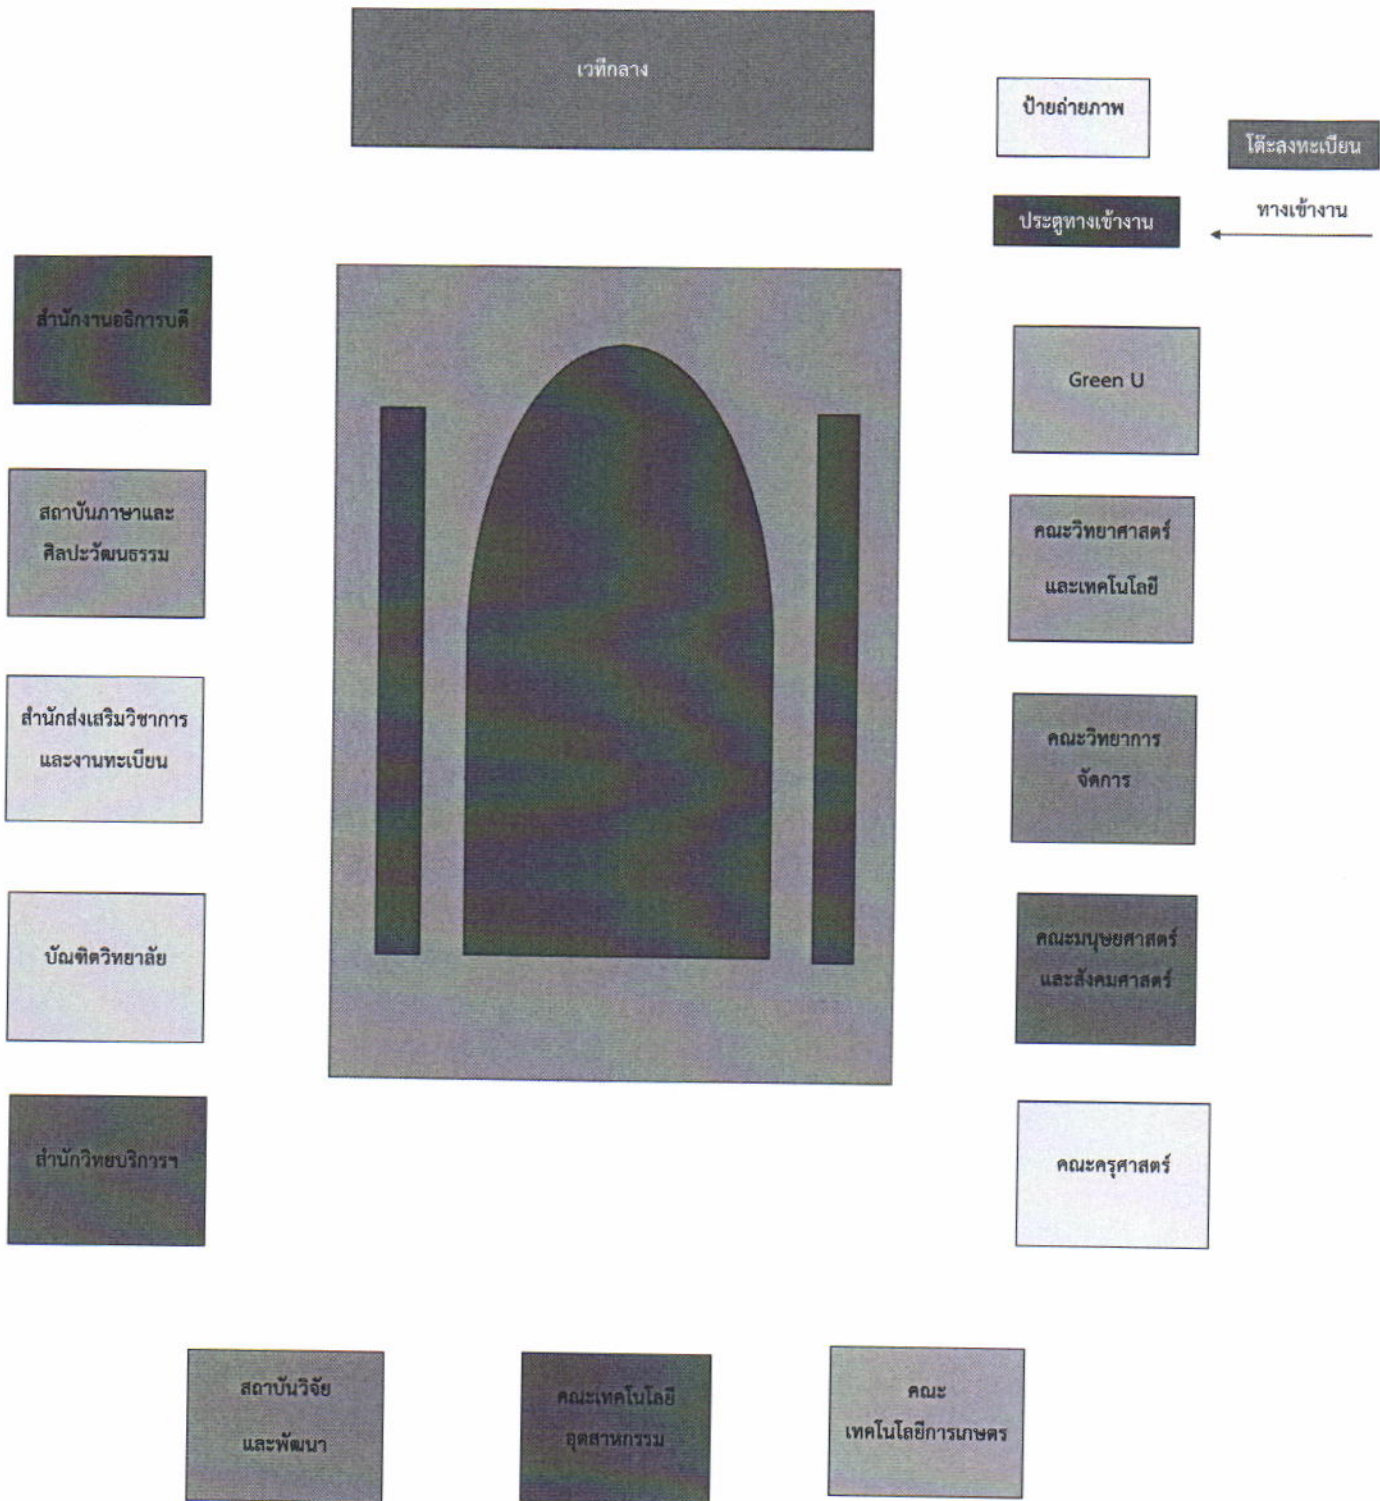 เวทีกลาง
ป้ายถ่ายภาพ
โต๊ะลงทะเบียน
ประตูทางเข้างาน
ทางเข้างาน
สำนักงานอธิการบดี
Green U
สถาบันภาษาและ
ศิลปะวัฒนธรรม
คณะวิทยาศาสตร์
และเทคโนโลยี
สำนักส่งเสริมวิชาการ
และงานทะเบียน
คณะวิทยาการ
จัดการ
บัณฑิตวิทยาลัย
คณะมนุษยศาสตร์
และสังคมศาสตร์
สำนักวิทยบริการฯ
คณะครุศาสตร์
สถาบันวิจัย
และพัฒนา
คณะเทคโนโลยี
อุตสาหกรรม
คณะ
เทคโนโลยีการเกษตร